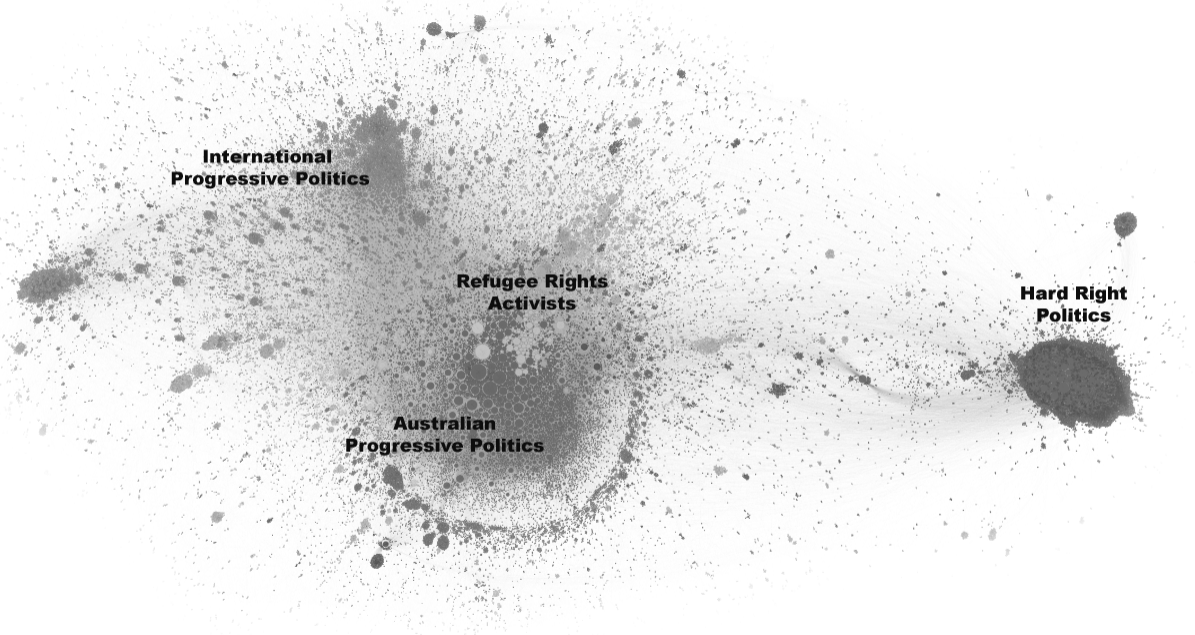 International
Progressive Politics
Refugee Rights
Activists
Hard Right
Politics
Australian
Progressive Politics